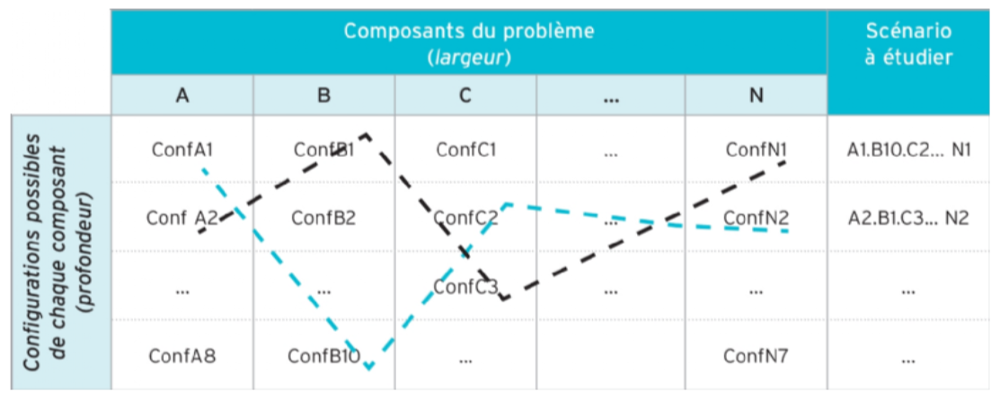 Composants du problème
(largeur)
Scénario
à étudier
A B C ... N
Configurations possibles
de chaque composant
(profondeur)
ConfA1 ConfB1 ConfC1 ... ConfN1 A1.B10.C2... N1
Conf A2 ConfB2 ConfC2 ... ConfN2 A2.B1.C3... N2
... ... ConfC3 ... ... ...
ConfA8 ConfB10 ... ConfN7 ...